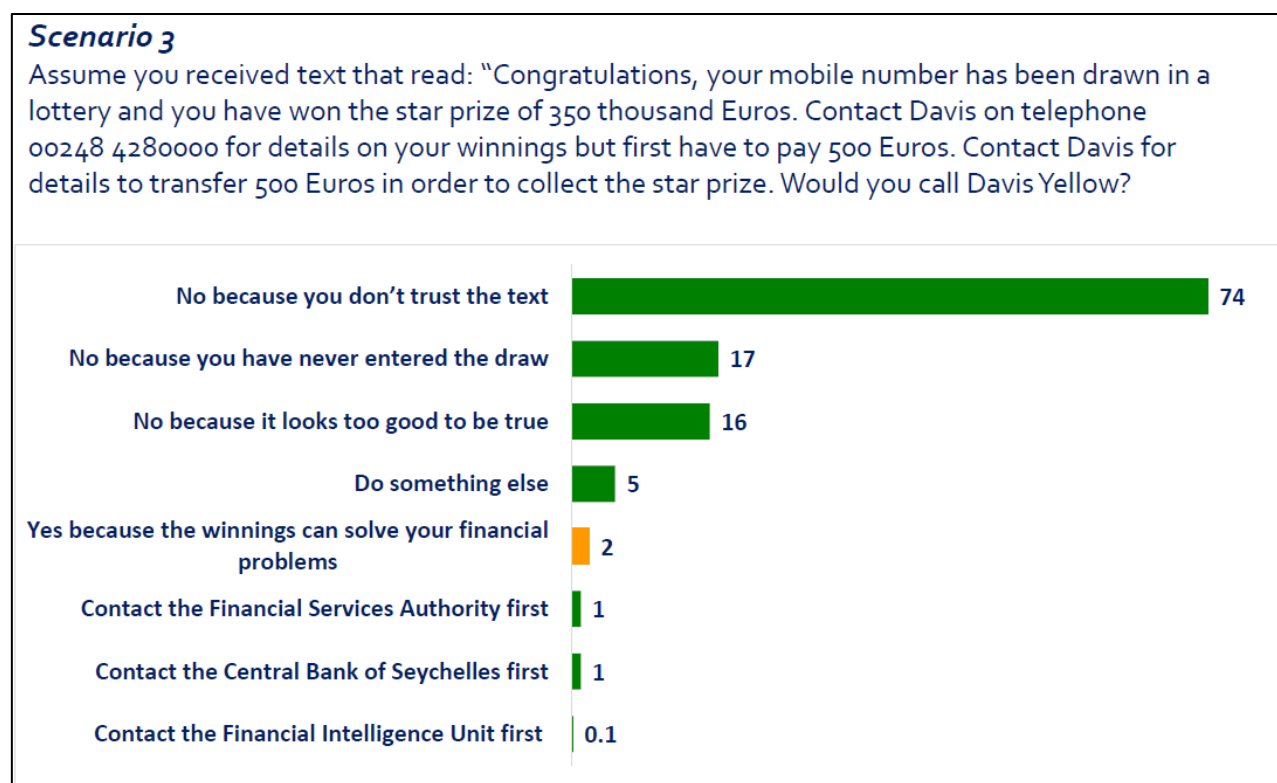 Scenario 3
Assume you received text that read: “Congratulations, your mobile number has been drawn in a
lottery and you have won the star prize of 350 thousand Euros. Contact Davis on telephone
00248 4280000 for details on your winnings but first have to pay 500 Euros. Contact Davis for
details to transfer 500 Euros in order to collect the star prize. Would you call Davis Yellow?
No because you don’t trust the text 74
No because you have never entered the draw 17
No because it looks too good to be true 16
Do something else 5
Yes because the winnings can solve your financial
problems 2
Contact the Financial Services Authority first 1
Contact the Central Bank of Seychelles first 1
Contact the Financial Intelligence Unit first 0.1